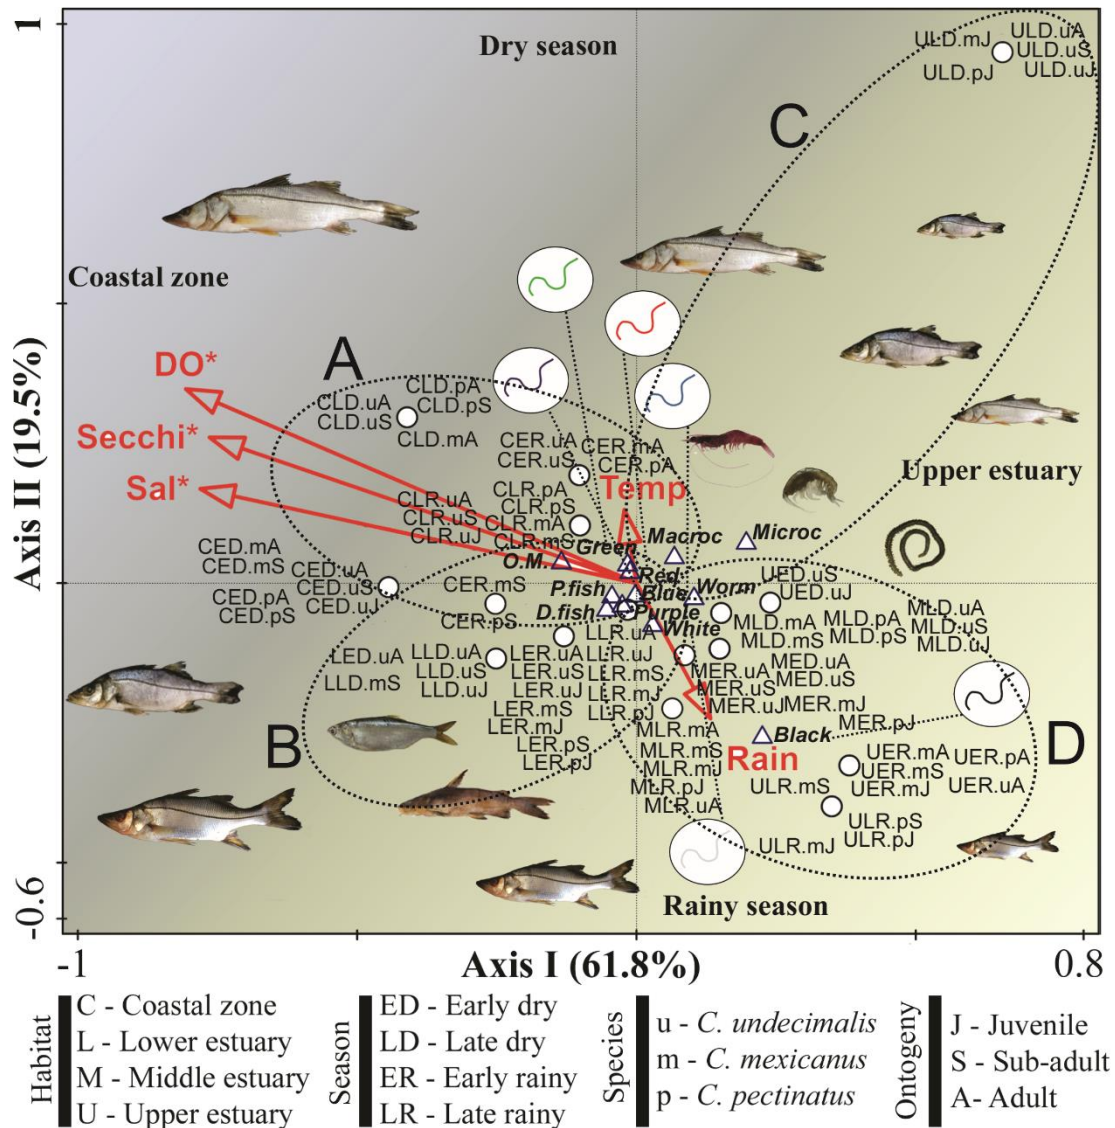 1
Dry season
ULD.mJ
ULD.uA
ULD.uS
ULD.pJ
ULD.uJ
C
Coastal zone
DO*
A
CLD.pA
CLD.uA
CLD.pS
CLD.uS
CLD.mA
Secchi*
CER.uA
CER.mA
CER.uS
CER.pA
Upper estuary
Sal*
CLR.pA
Temp
CLR.uA
CLR.pS
CLR.uS
CLR.mA
CLR.uJ
CLR.mS
Macroc
Microc
Green
O.M.
CED.mA
CED.mS
CED.uA
CED.uS
CED.uJ
CED.pA
CED.pS
CER.mS
CER.pS
P.fish
Red
Blue
Worm
UED.uS
UED.uJ
D.fish
Purple
White
MLD.mA
MLD.mS
MLD.pA
MLD.pS
MLD.uA
MLD.uS
MLD.uJ
LED.uA
LLD.mS
LLD.uA
LLD.uS
LLD.uJ
LER.uA
LER.uS
LER.uJ
LER.mS
LER.mJ
LER.pS
LER.pJ
LLR.uA
LLR.uJ
LLR.mS
LLR.mJ
LLR.pJ
MER.uA
MER.uS
MER.uJ
MED.uA
MED.uS
MER.mJ
MER.pJ
B
MLR.mA
MLR.mS
MLR.mJ
MLR.pJ
MLR.uA
Black
Rain
D
UER.mA
UER.mS
UER.mJ
UER.pA
UER.uA
ULR.mS
ULR.pS
ULR.pJ
ULR.mJ
Rainy season
-0.6
Axis II (19.5%)
-1
Axis I (61.8%)
0.8
Habitat
C - Coastal zone
L - Lower estuary
M - Middle estuary
U - Upper estuary
Season
ED - Early dry
LD - Late dry
ER - Early rainy
LR - Late rainy
Species
u - C. undecimalis
m - C. mexicanus
p - C. pectinatus
Ontogeny
J - Juvenile
S - Sub-adult
A- Adult